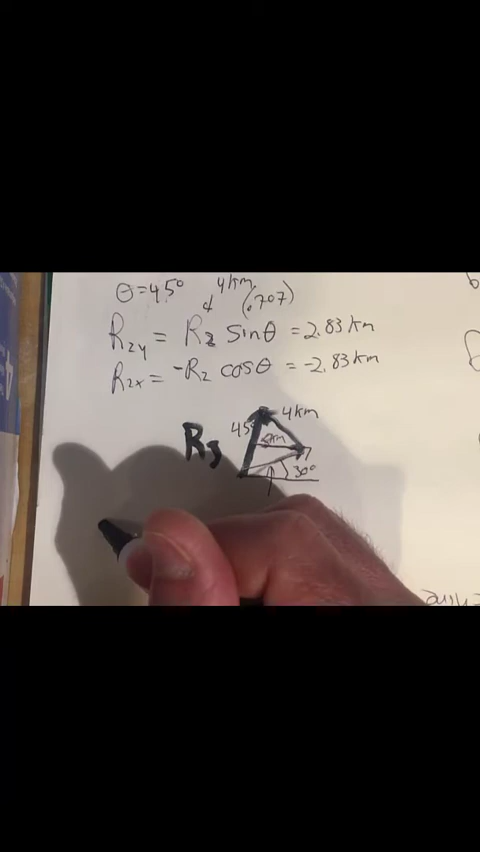 θ=45° 4km
(.707)
R2y = R2 sinθ = 2.83 km
R2x = -R2 cosθ = -2.83 km
4km
45°
R3
30°
4